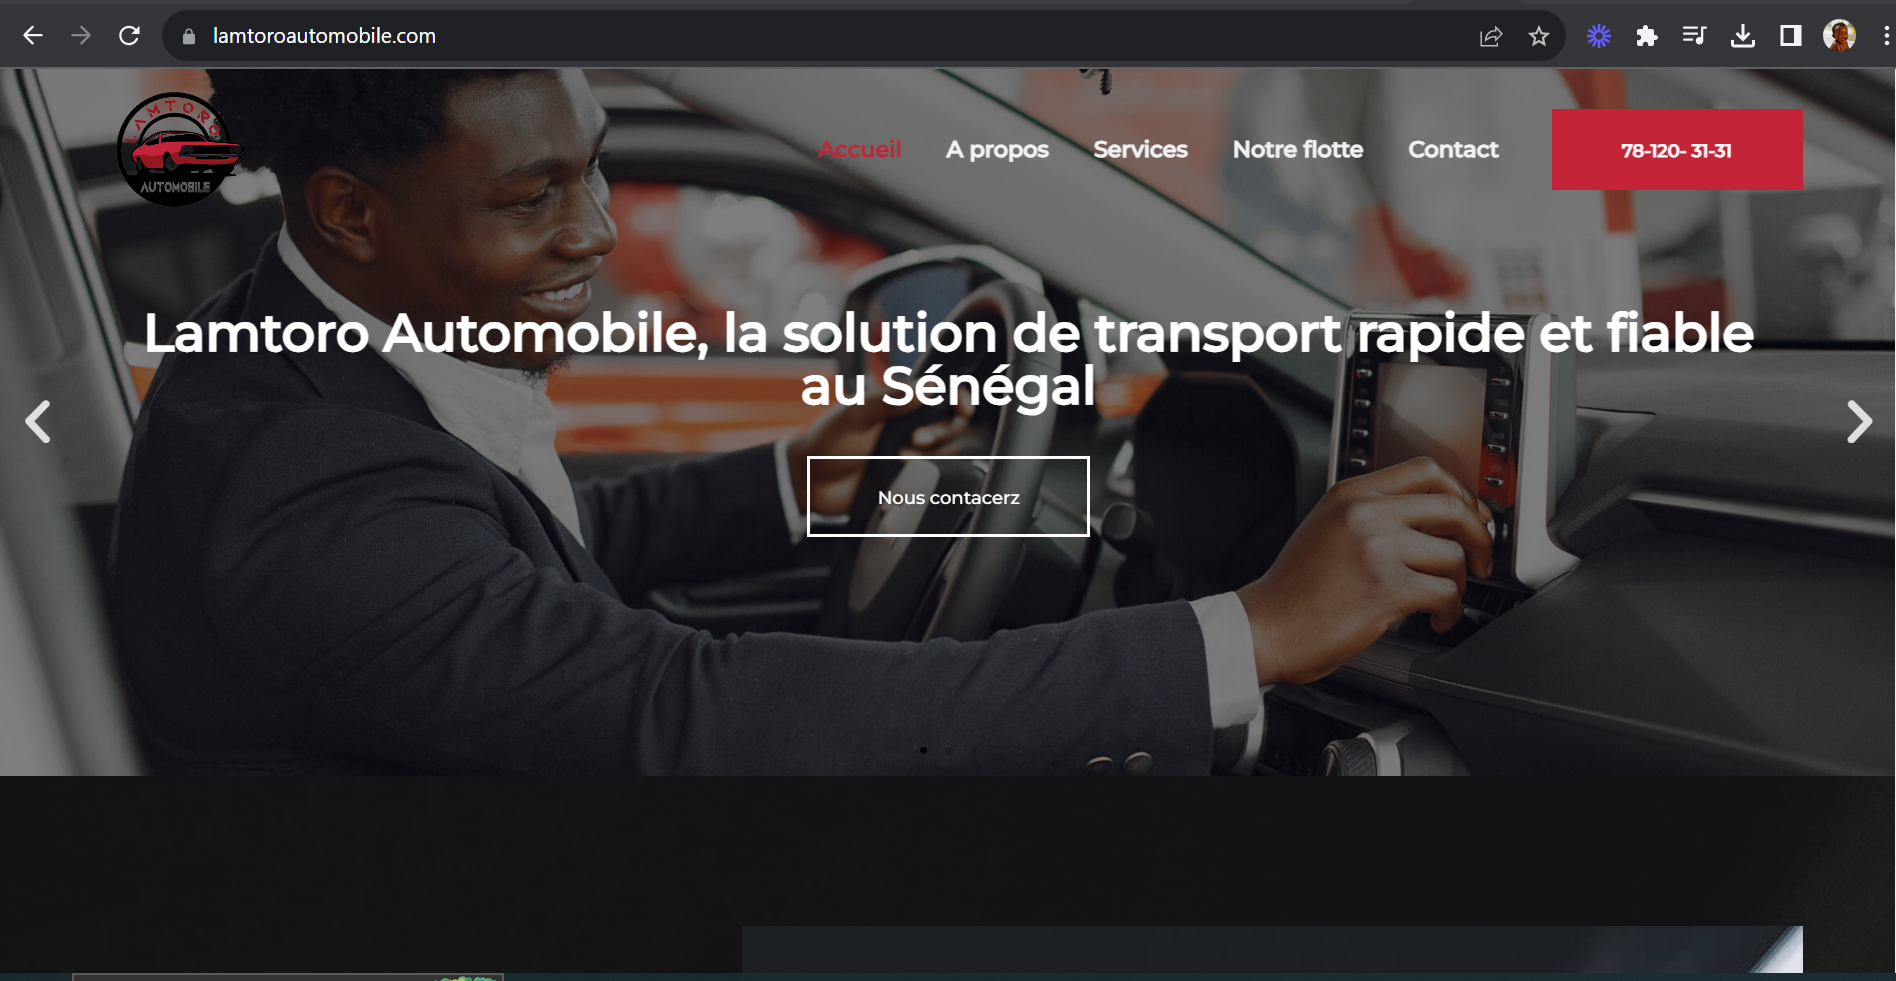 lamtoroautomobile.com
LAMTORO
AUTOMOBILE
Accueil
A propos
Services
Notre flotte
Contact
78-120- 31-31
Lamtoro Automobile, la solution de transport rapide et fiable
au Sénégal
Nous contacerz